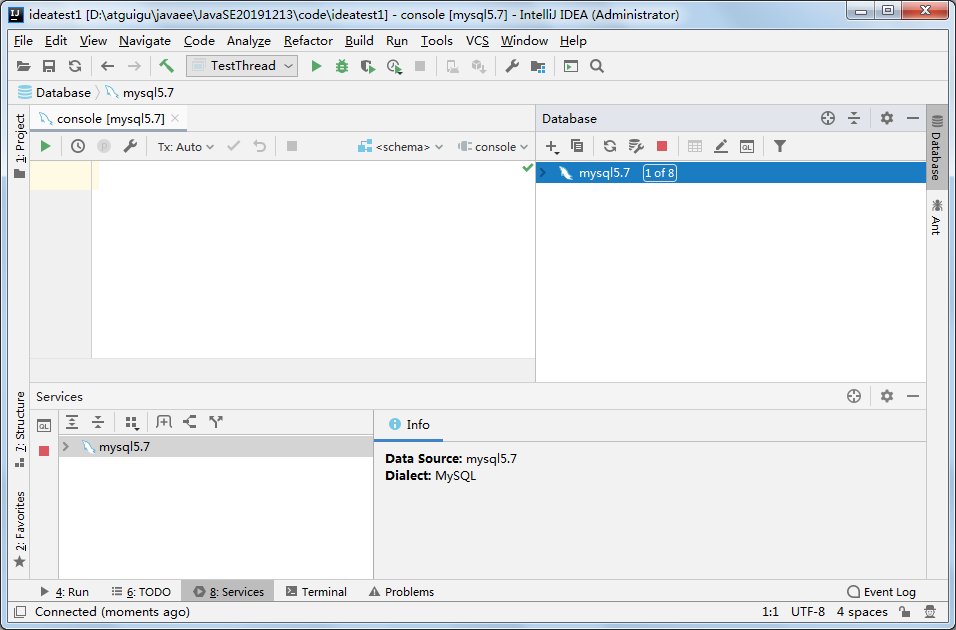 ideatest1 [D:\atguigu\javaee\JavaSE20191213\code\ideatest1] - console [mysql5.7] - IntelliJ IDEA (Administrator)
File Edit View Navigate Code Analyze Refactor Build Run Tools VCS Window Help
TestThread
Database mysql5.7
1: Project
console [mysql5.7]
Tx: Auto <schema> console
Database
mysql5.7 1 of 8
Database
Ant
Services
mysql5.7
Info
Data Source: mysql5.7
Dialect: MySQL
7: Structure
2: Favorites
4: Run 6: TODO 8: Services Terminal Problems Event Log
Connected (moments ago) 1:1 UTF-8 4 spaces